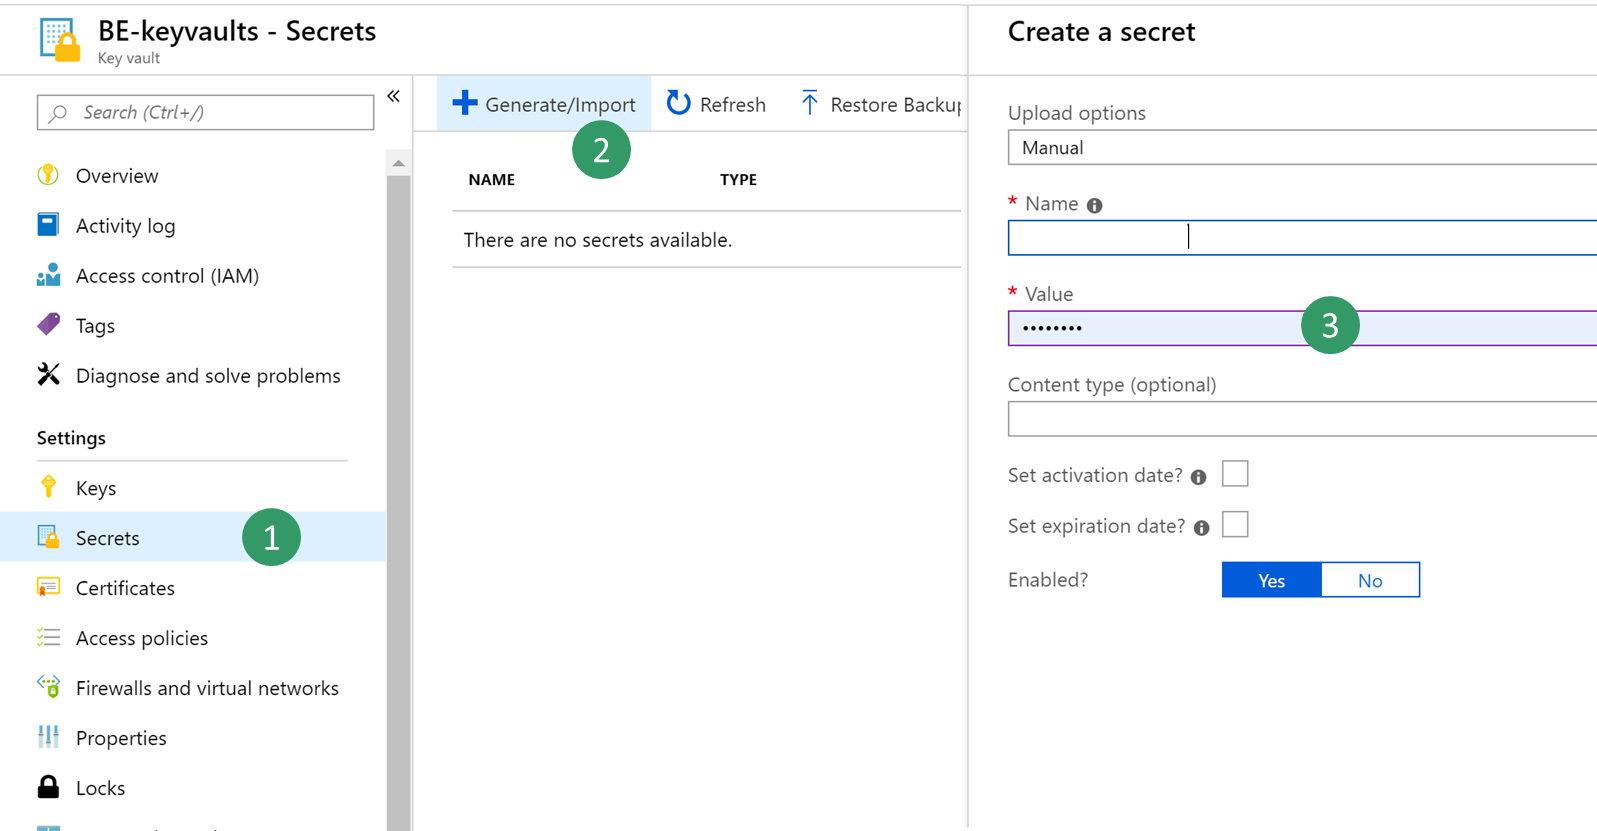 BE-keyvaults - Secrets
Key vault
Search (Ctrl+/)
«
Overview
Activity log
Access control (IAM)
Tags
Diagnose and solve problems
Settings
Keys
Secrets
1
Certificates
Access policies
Firewalls and virtual networks
Properties
Locks
Generate/Import
Refresh
Restore Backup
2
NAME
TYPE
There are no secrets available.
Create a secret
Upload options
Manual
* Name
* Value
••••••••
3
Content type (optional)
Set activation date?
Set expiration date?
Enabled?
Yes
No